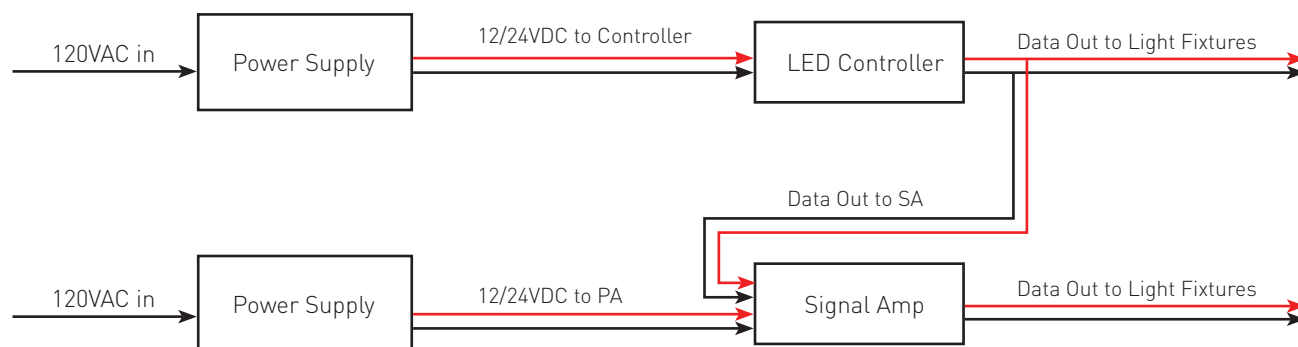 120VAC in
Power Supply
12/24VDC to Controller
LED Controller
Data Out to Light Fixtures
Data Out to SA
120VAC in
Power Supply
12/24VDC to PA
Signal Amp
Data Out to Light Fixtures